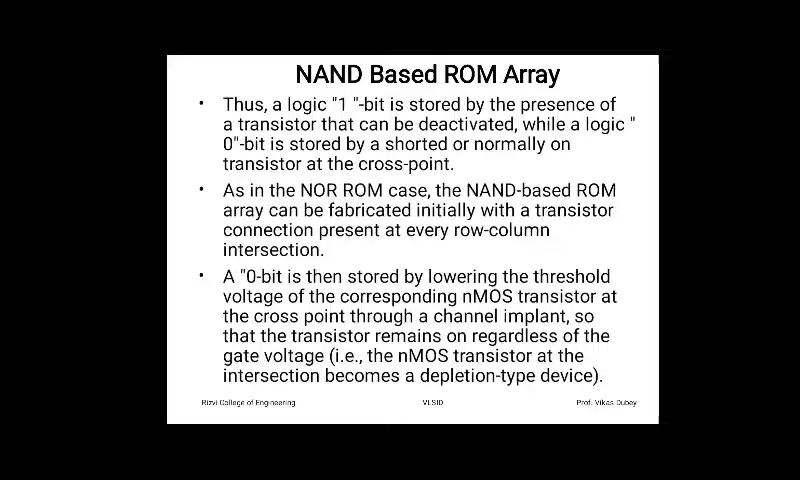 NAND Based ROM Array
• Thus, a logic "1 "-bit is stored by the presence of
a transistor that can be deactivated, while a logic "
0"-bit is stored by a shorted or normally on
transistor at the cross-point.
• As in the NOR ROM case, the NAND-based ROM
array can be fabricated initially with a transistor
connection present at every row-column
intersection.
• A "0-bit is then stored by lowering the threshold
voltage of the corresponding nMOS transistor at
the cross point through a channel implant, so
that the transistor remains on regardless of the
gate voltage (i.e., the nMOS transistor at the
intersection becomes a depletion-type device).
Rizvi College of Engineering VLSID Prof. Vikas Dubey